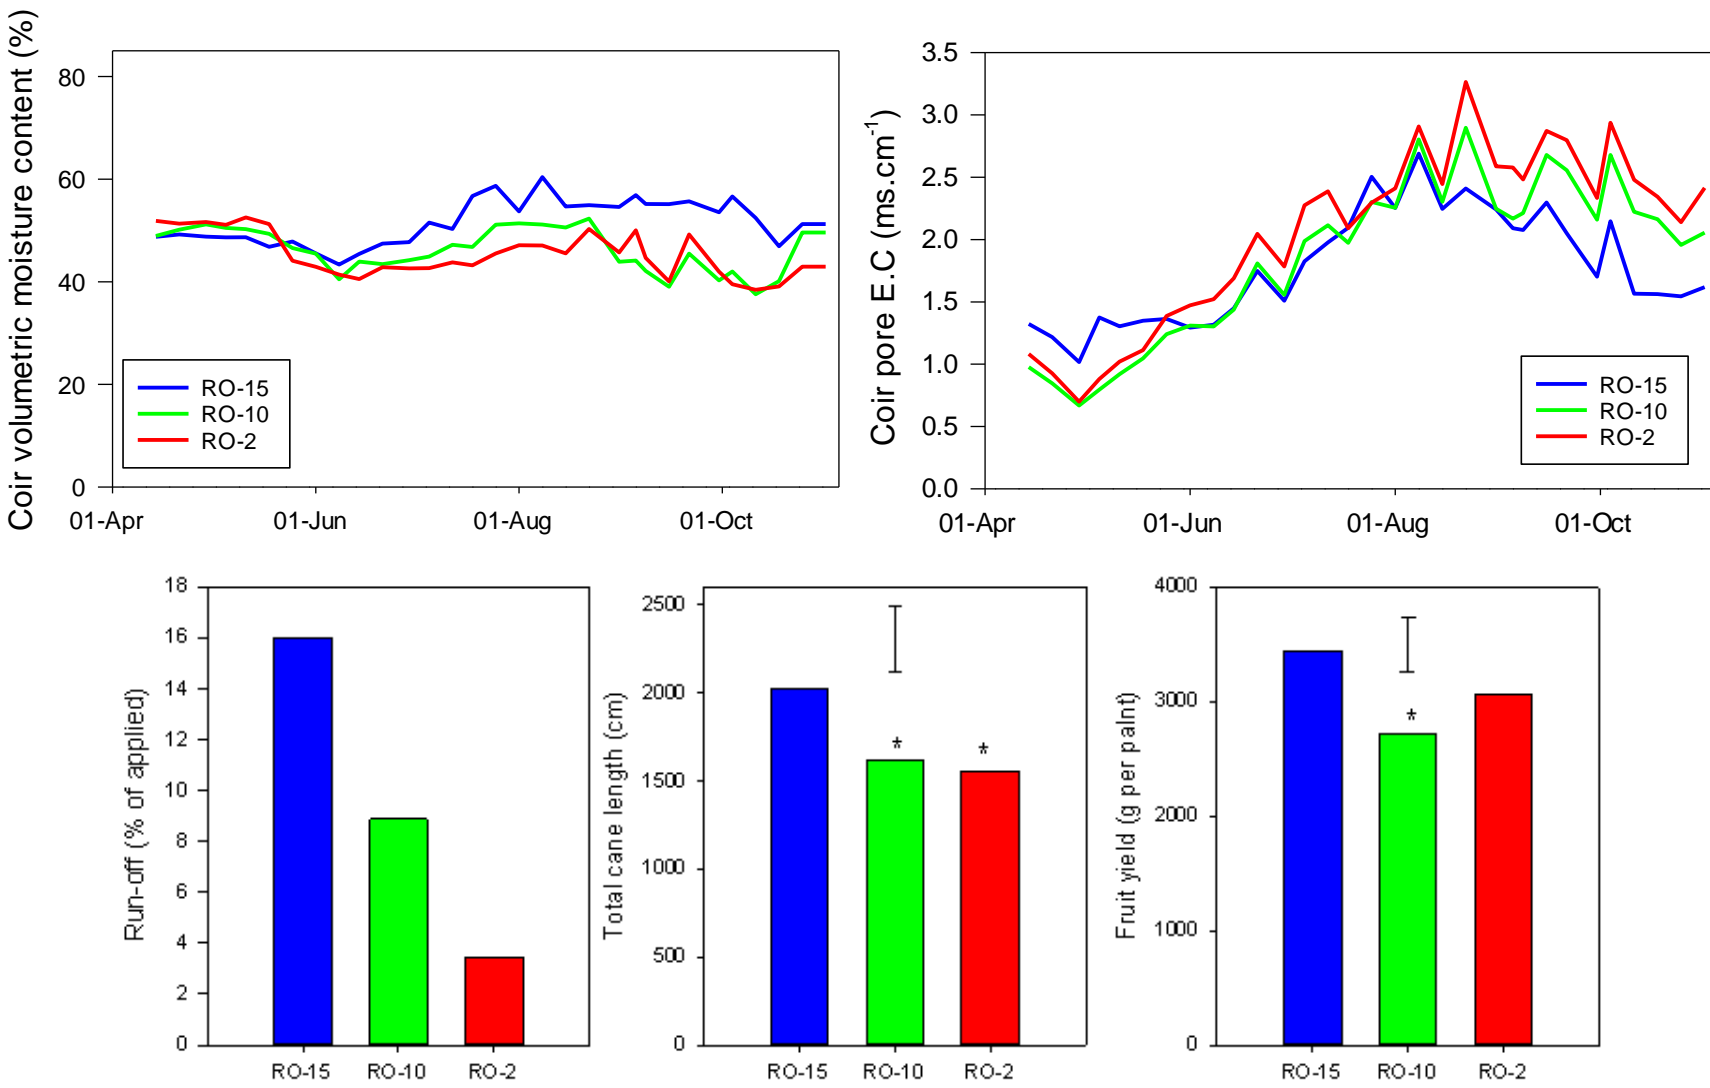 Coir volumetric moisture content (%)
80
60
40
20
0
01-Apr
01-Jun
01-Aug
01-Oct
RO-15
RO-10
RO-2
Coir pore E.C (ms.cm-1)
3.5
3.0
2.5
2.0
1.5
1.0
0.5
0.0
01-Apr
01-Jun
01-Aug
01-Oct
RO-15
RO-10
RO-2
Run-off (% of applied)
18
16
14
12
10
8
6
4
2
0
RO-15
RO-10
RO-2
Total cane length (cm)
2500
2000
1500
1000
500
0
*
*
RO-15
RO-10
RO-2
Fruit yield (g per palnt)
4000
3000
2000
1000
0
*
RO-15
RO-10
RO-2